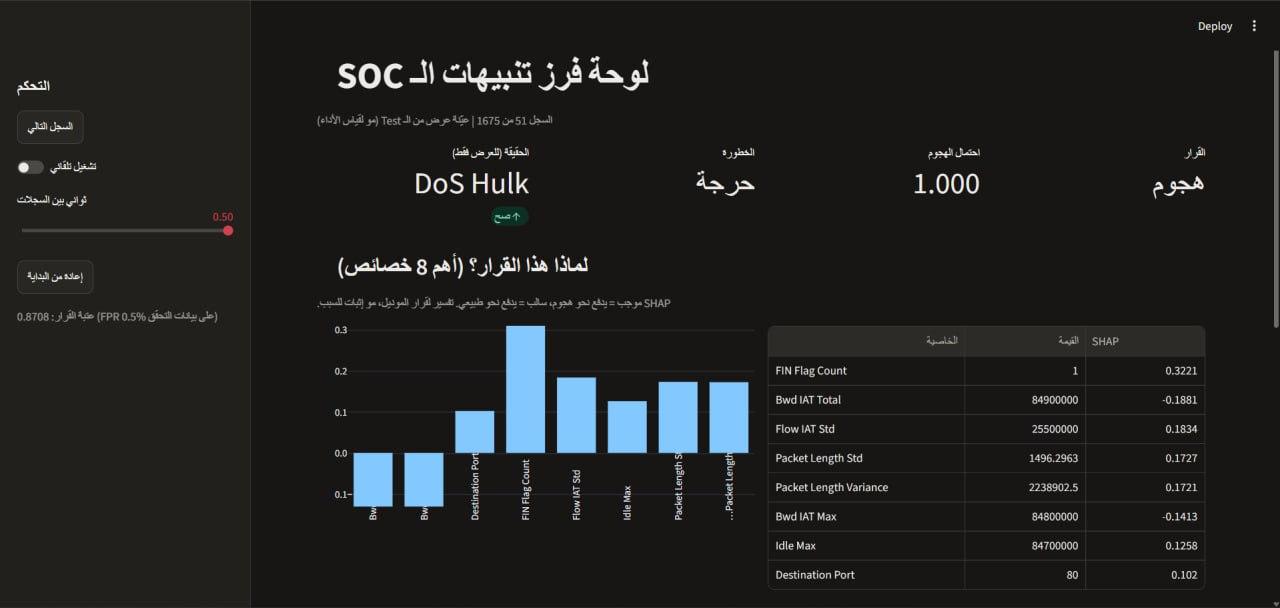 Deploy
التحكم
السجل التالي
تشغيل تلقائي
ثواني بين السجلات
0.50
إعادة من البداية
عتبة القرار: 0.8708 (FPR 0.5% على بيانات التحقق)
لوحة فرز تنبيهات الـ SOC
السجل 51 من 1675 | عيّنة عرض من الـ Test (مو لقياس الأداء)
القرار
هجوم
احتمال الهجوم
1.000
الخطورة
حرجة
الحقيقة (للعرض فقط)
DoS Hulk
↑ صح
لماذا هذا القرار؟ (أهم 8 خصائص)
SHAP موجب = يدفع نحو هجوم، سالب = يدفع نحو طبيعي. تفسير لقرار الموديل، مو إثبات للسبب.
0.3
0.2
0.1
0.0
0.1−
Destination Port
FIN Flag Count
Flow IAT Std
Idle Max
Packet Length S
Packet Length…
الخاصية القيمة SHAP
FIN Flag Count 1 0.3221
Bwd IAT Total 84900000 -0.1881
Flow IAT Std 25500000 0.1834
Packet Length Std 1496.2963 0.1727
Packet Length Variance 2238902.5 0.1721
Bwd IAT Max 84800000 -0.1413
Idle Max 84700000 0.1258
Destination Port 80 0.102